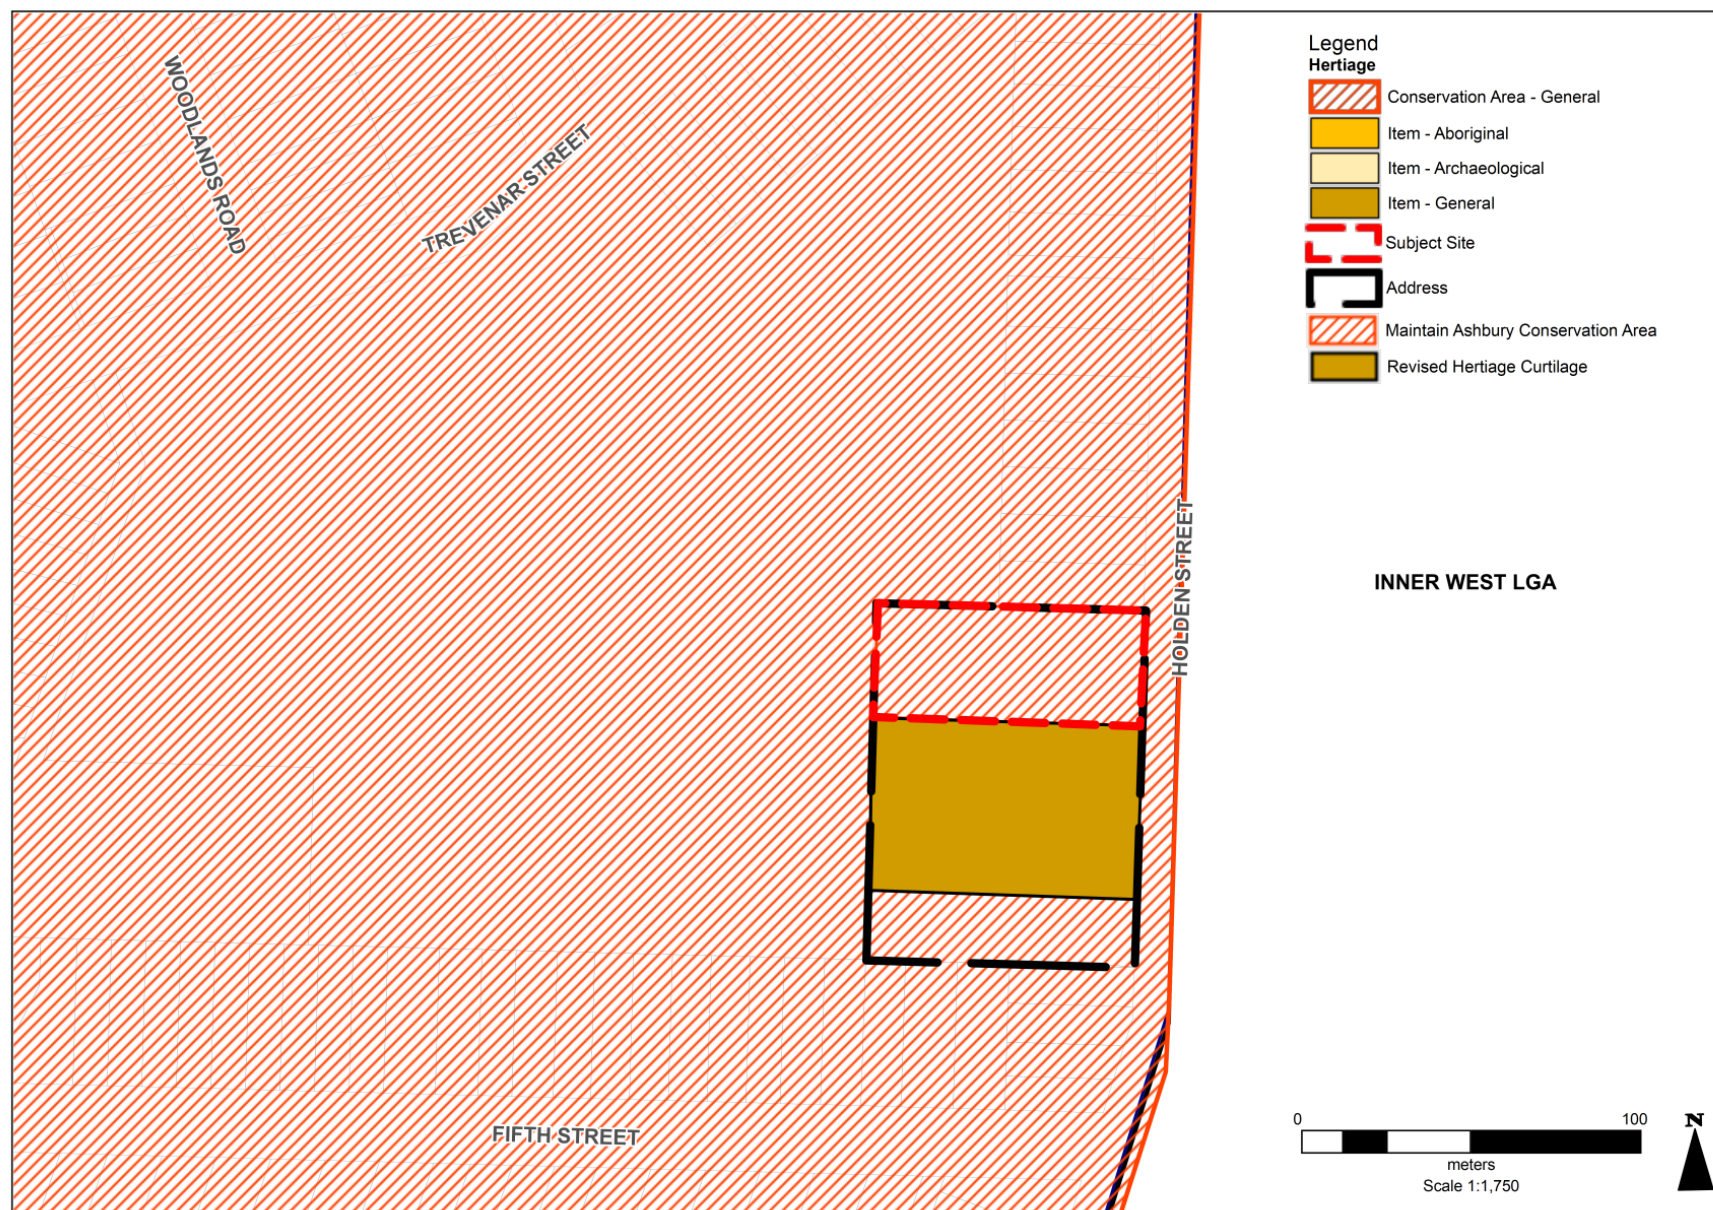 WOODLANDS ROAD
TREVENAR STREET
HOLDEN STREET
FIFTH STREET
Legend
Hertiage
Conservation Area - General
Item - Aboriginal
Item - Archaeological
Item - General
Subject Site
Address
Maintain Ashbury Conservation Area
Revised Hertiage Curtilage
INNER WEST LGA
0 100
meters
Scale 1:1,750
N